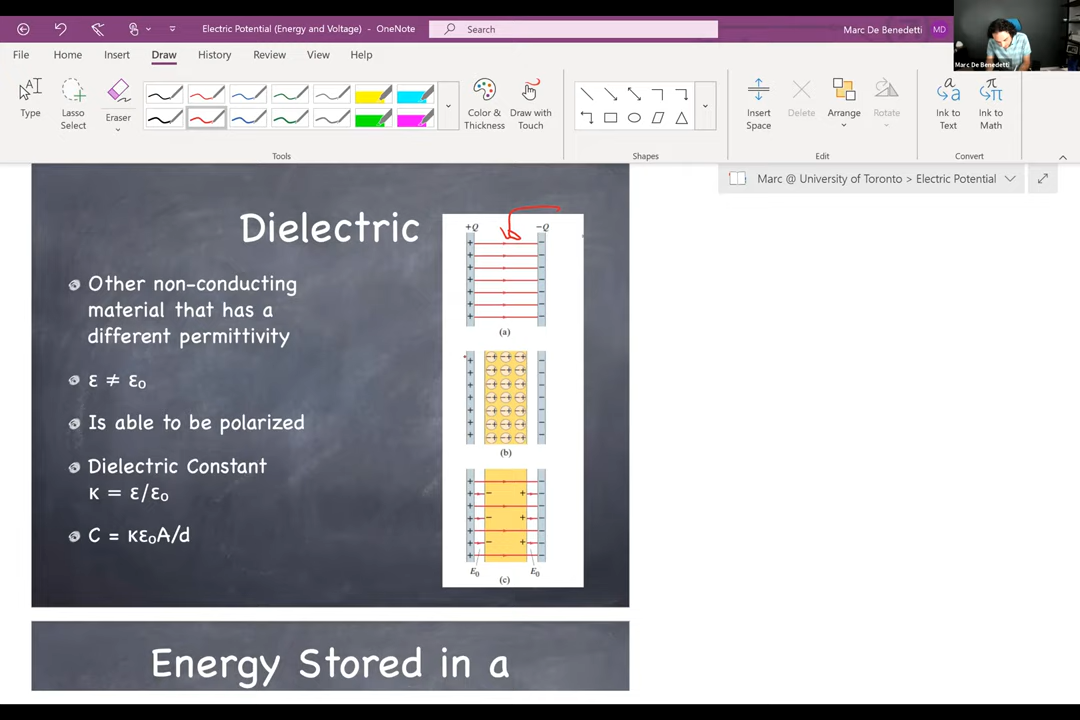 Electric Potential (Energy and Voltage) - OneNote
Search
Marc De Benedetti MD
Marc De Benedetti
File Home Insert Draw History Review View Help
Type
Lasso Select
Eraser
Color & Thickness
Draw with Touch
Insert Space
Delete
Arrange
Rotate
Ink to Text
Ink to Math
Tools
Shapes
Edit
Convert
Marc @ University of Toronto > Electric Potential
Dielectric
Other non-conducting
material that has a
different permittivity
ε ≠ ε₀
Is able to be polarized
Dielectric Constant
κ = ε/ε₀
C = κε₀A/d
+Q -Q
(a)
(b)
E₀ E₀
(c)
Energy Stored in a